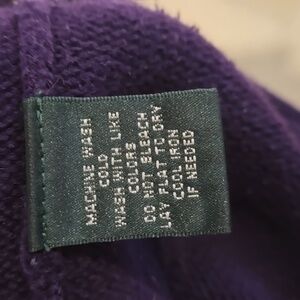 MACHINE WASH
COLD
WASH WITH LIKE
COLORS
DO NOT BLEACH
LAY FLAT TO DRY
COOL IRON
IF NEEDED